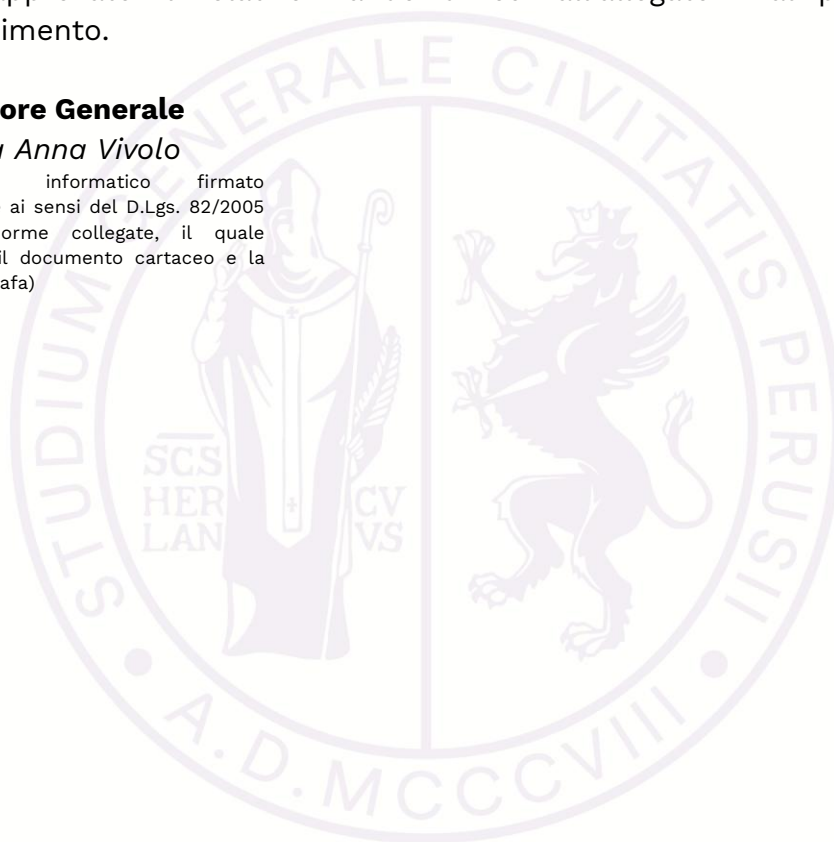 imento.
ore Generale
Anna Vivolo
informatico firmato
ai sensi del D.Lgs. 82/2005
orme collegate, il quale
il documento cartaceo e la
afa)
STUDIUM GENERALE CIVITATIS PERUSII
SCS
HER CV
LAN VS
A.D. MCCCVIII